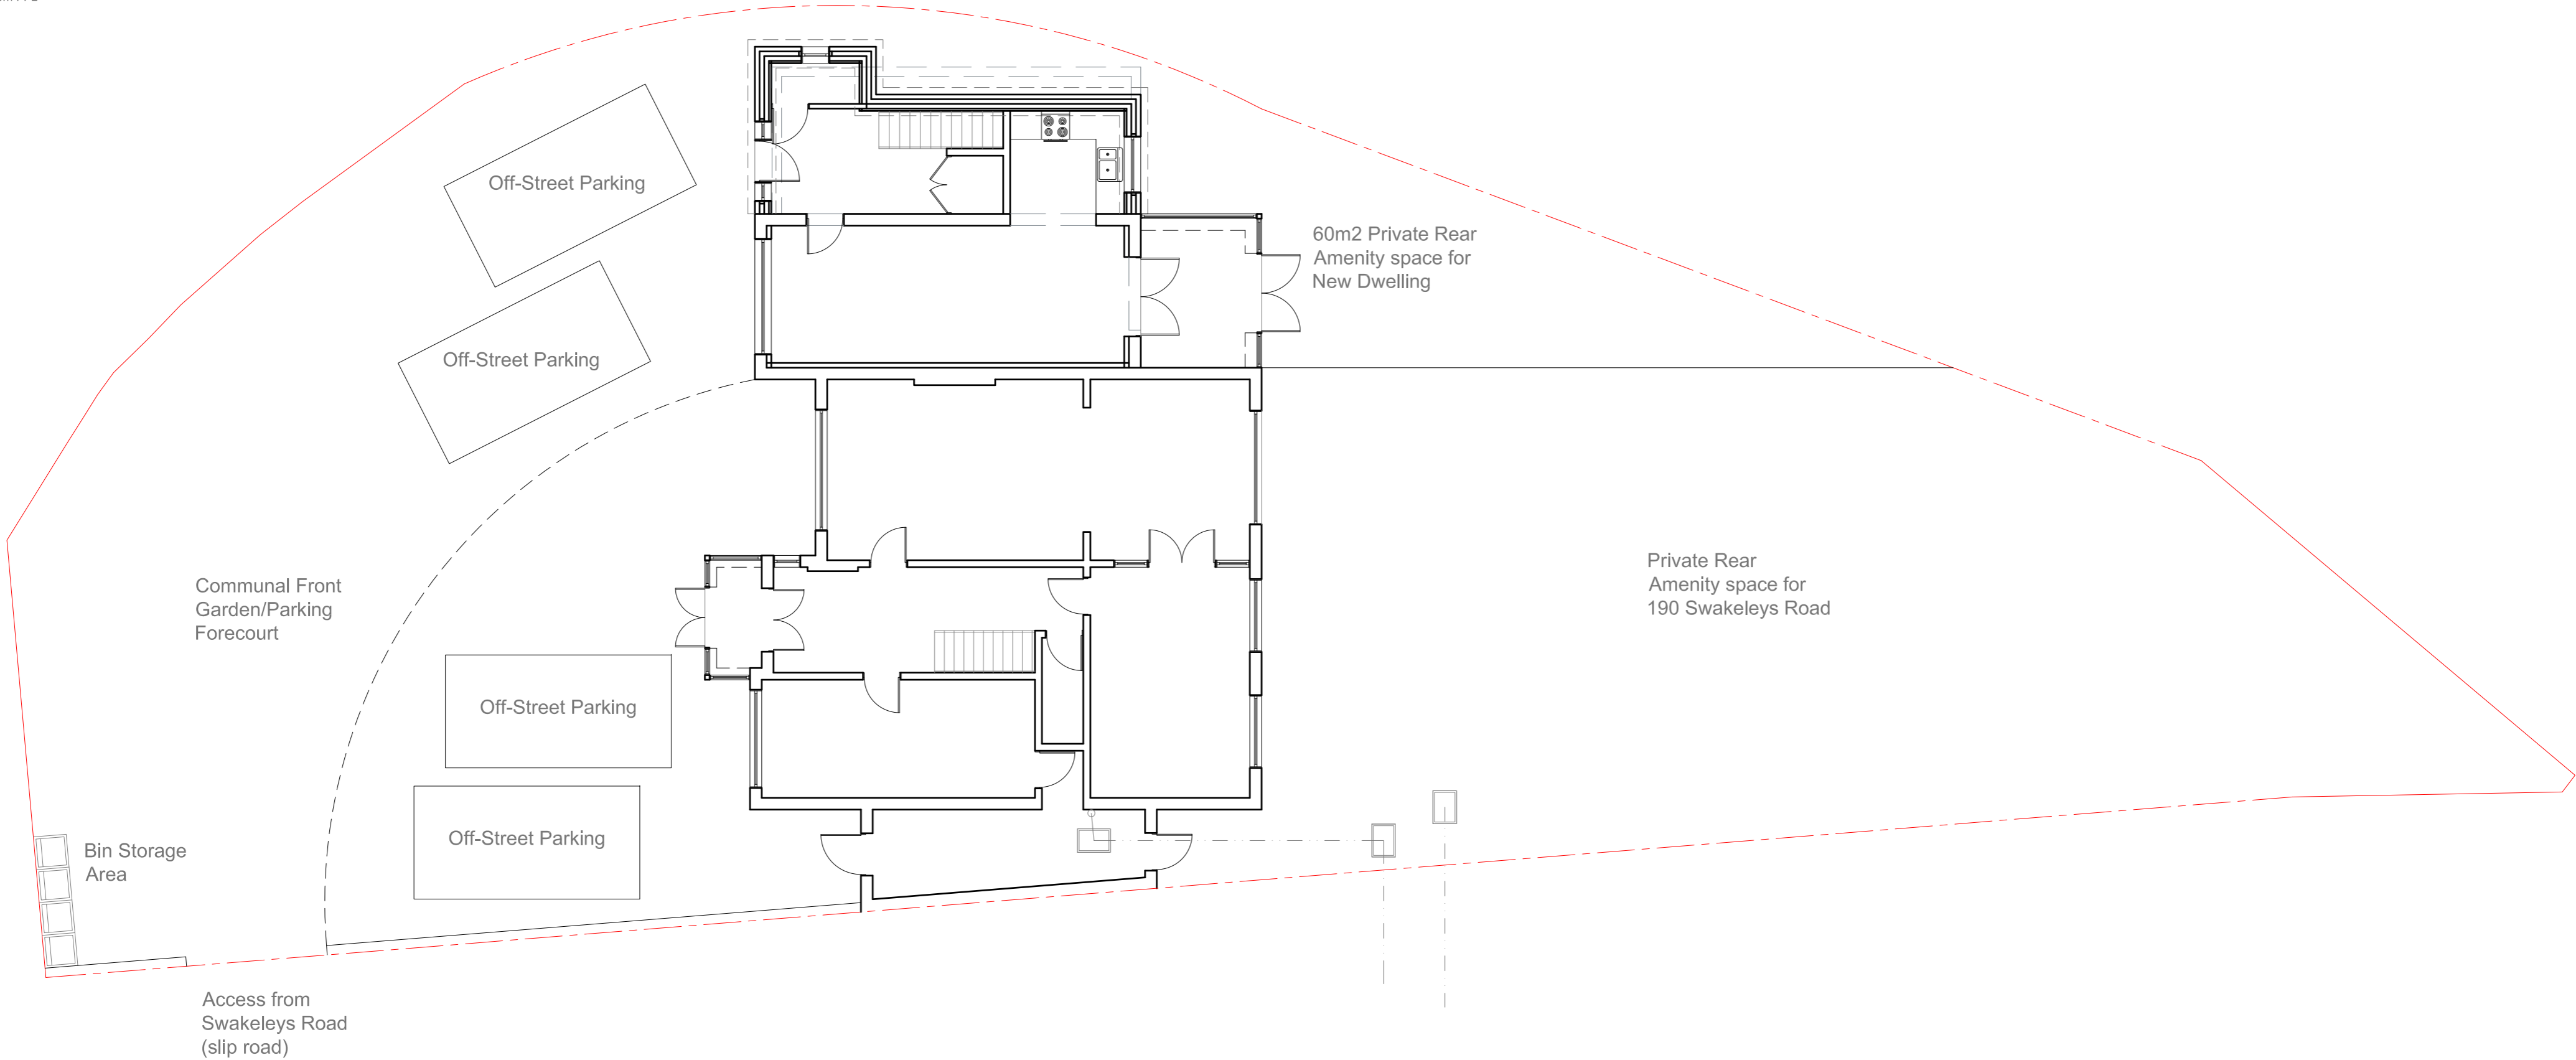 Off-Street Parking
60m2 Private Rear
Amenity space for
New Dwelling
Off-Street Parking
Communal Front
Garden/Parking
Forecourt
Private Rear
Amenity space for
190 Swakeleys Road
Off-Street Parking
Off-Street Parking
Bin Storage
Area
Access from
Swakeleys Road
(slip road)